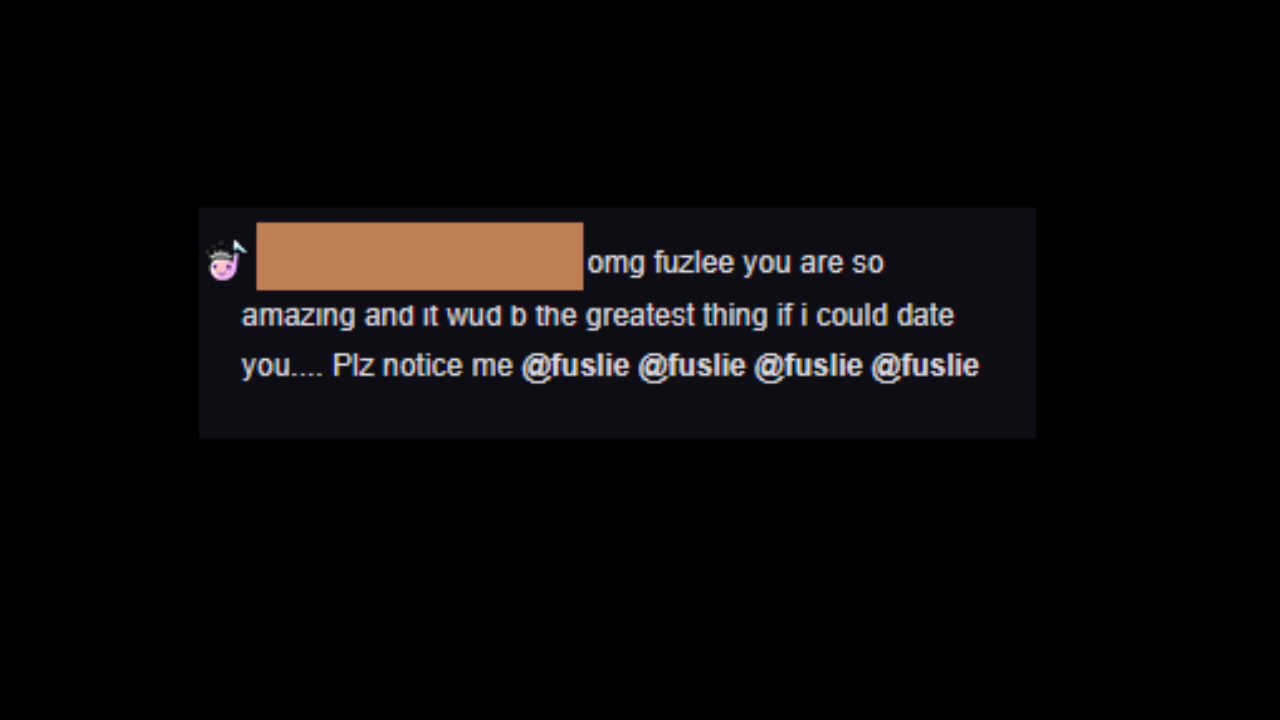 omg fuzlee you are so
amazing and it wud b the greatest thing if i could date
you.... Plz notice me @fuslie @fuslie @fuslie @fuslie